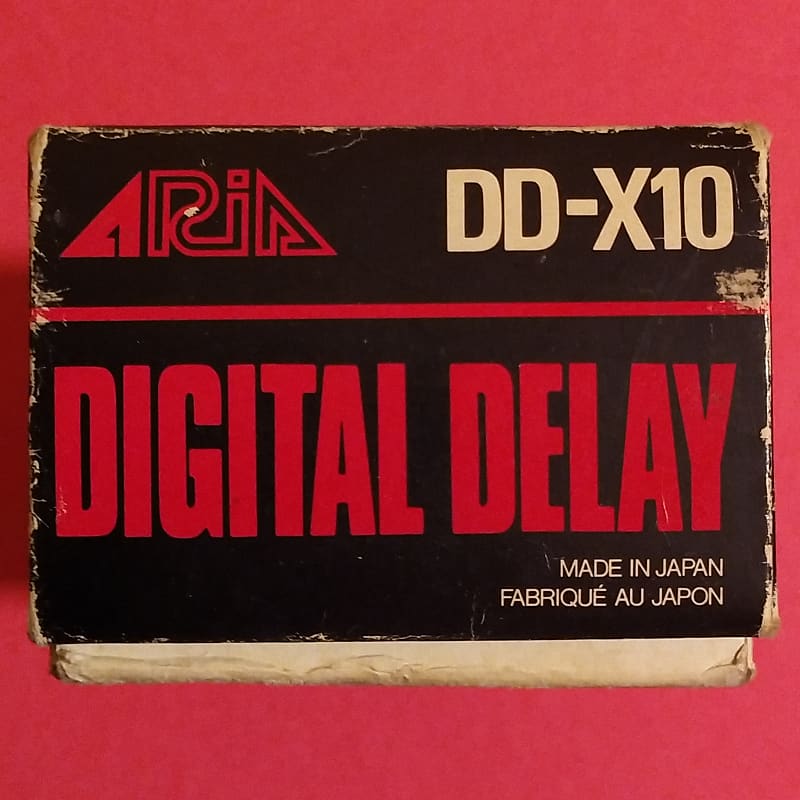 ARiA
DD-X10
DIGITAL DELAY
MADE IN JAPAN
FABRIQUÉ AU JAPON